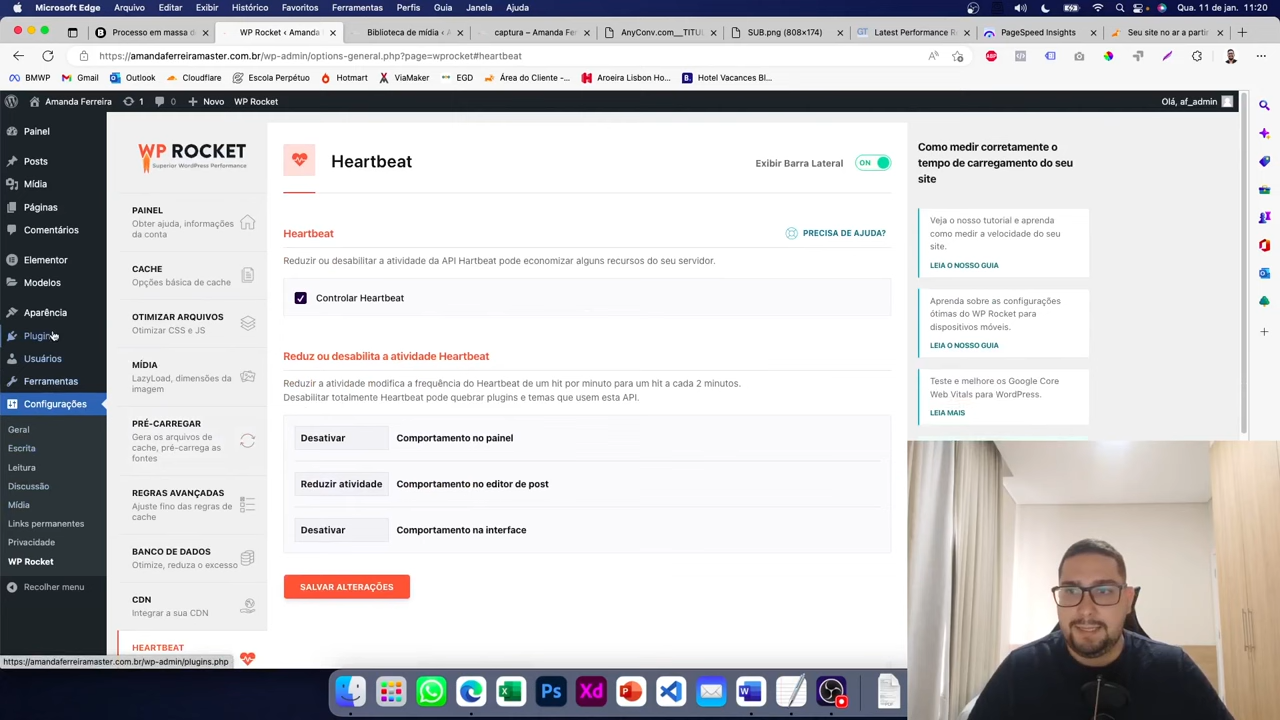 Microsoft Edge Arquivo Editar Exibir Histórico Favoritos Ferramentas Perfis Guia Janela Ajuda
Qua. 11 de jan. 11:20
Processo em massa d
WP Rocket ‹ Amanda
Biblioteca de mídia ‹ A
captura – Amanda Fer
AnyConv.com__TITUL
SUB.png (808×174)
Latest Performance Re
PageSpeed Insights
Seu site no ar a partir
https://amandaferreiramaster.com.br/wp-admin/options-general.php?page=wprocket#heartbeat
BMWP Gmail Outlook Cloudflare Escola Perpétuo Hotmart ViaMaker EGD Área do Cliente -... Aroeira Lisbon Ho... Hotel Vacances Bl...
Amanda Ferreira 1 0 Novo WP Rocket Olá, af_admin
Painel
Posts
Mídia
Páginas
Comentários
Elementor
Modelos
Aparência
Plugins
Usuários
Ferramentas
Configurações
Geral
Escrita
Leitura
Discussão
Mídia
Links permanentes
Privacidade
WP Rocket
Recolher menu
https://amandaferreiramaster.com.br/wp-admin/plugins.php
WP ROCKET
Superior WordPress Performance
PAINEL
Obter ajuda, informações
da conta
CACHE
Opções básica de cache
OTIMIZAR ARQUIVOS
Otimizar CSS e JS
MÍDIA
LazyLoad, dimensões da
imagem
PRÉ-CARREGAR
Gera os arquivos de
cache, pré-carrega as
fontes
REGRAS AVANÇADAS
Ajuste fino das regras de
cache
BANCO DE DADOS
Otimize, reduza o excesso
CDN
Integrar a sua CDN
HEARTBEAT
Heartbeat
Exibir Barra Lateral ON
Heartbeat
PRECISA DE AJUDA?
Reduzir ou desabilitar a atividade da API Hartbeat pode economizar alguns recursos do seu servidor.
Controlar Heartbeat
Reduz ou desabilita a atividade Heartbeat
Reduzir a atividade modifica a frequência do Heartbeat de um hit por minuto para um hit a cada 2 minutos.
Desabilitar totalmente Heartbeat pode quebrar plugins e temas que usem esta API.
Desativar Comportamento no painel
Reduzir atividade Comportamento no editor de post
Desativar Comportamento na interface
SALVAR ALTERAÇÕES
Como medir corretamente o
tempo de carregamento do seu
site
Veja o nosso tutorial e aprenda
como medir a velocidade do seu
site.
LEIA O NOSSO GUIA
Aprenda sobre as configurações
ótimas do WP Rocket para
dispositivos móveis.
LEIA O NOSSO GUIA
Teste e melhore os Google Core
Web Vitals para WordPress.
LEIA MAIS